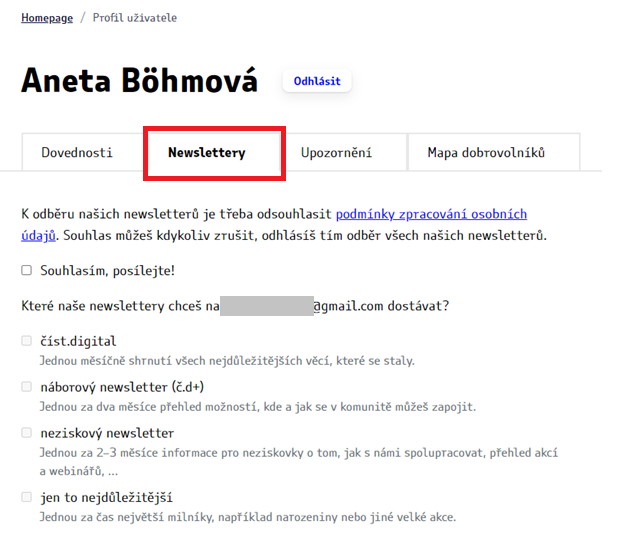 Homepage / Profil uživatele
Aneta Böhmová
Odhlásit
Dovednosti
Newslettery
Upozornění
Mapa dobrovolníků
K odběru našich newsletterů je třeba odsouhlasit podmínky zpracování osobních
údajů. Souhlas můžeš kdykoliv zrušit, odhlásíš tím odběr všech našich newsletterů.
Souhlasím, posílejte!
Které naše newslettery chceš na @gmail.com dostávat?
číst.digital
Jednou měsíčně shrnutí všech nejdůležitějších věcí, které se staly.
náborový newsletter (č.d+)
Jednou za dva měsíce přehled možností, kde a jak se v komunitě můžeš zapojit.
neziskový newsletter
Jednou za 2–3 měsíce informace pro neziskovky o tom, jak s námi spolupracovat, přehled akcí
a webinářů, ...
jen to nejdůležitější
Jednou za čas největší milníky, například narozeniny nebo jiné velké akce.